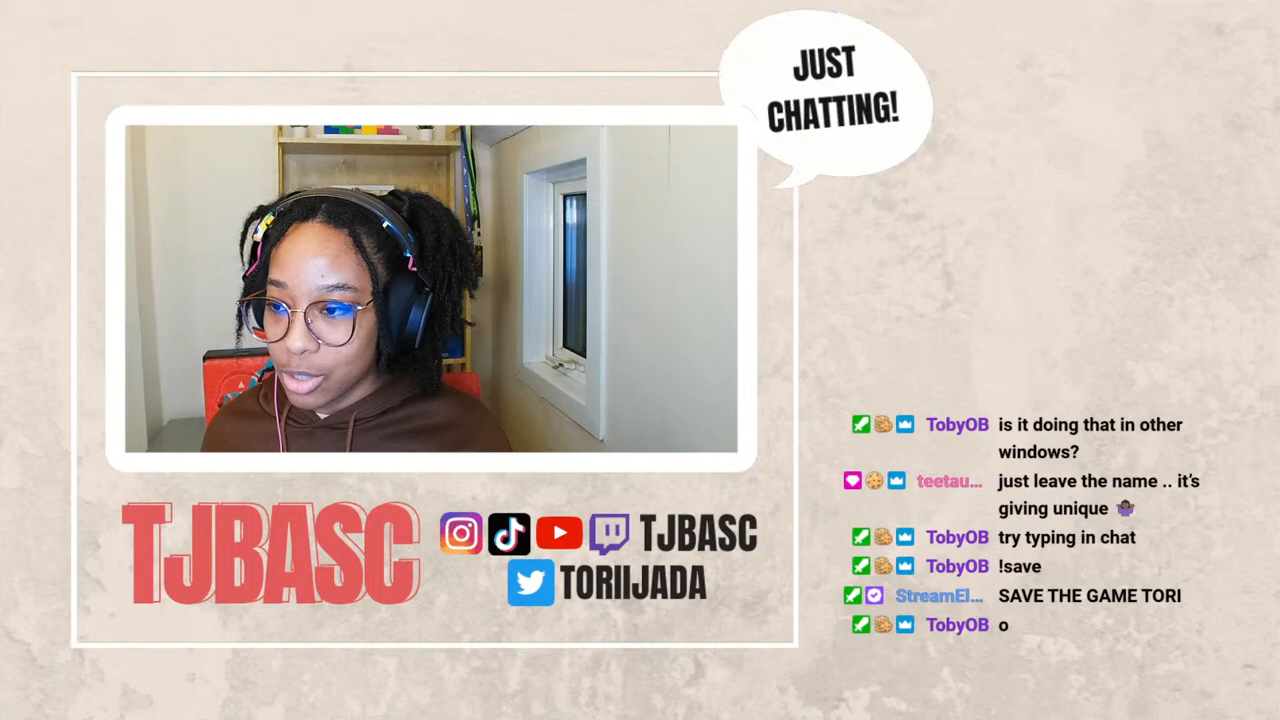 JUST
CHATTING!
TJBASC
TJBASC
TORIIJADA
TobyOB is it doing that in other
windows?
teetau... just leave the name .. it's
giving unique 🤷🏾‍♀️
TobyOB try typing in chat
TobyOB !save
StreamEl... SAVE THE GAME TORI
TobyOB o